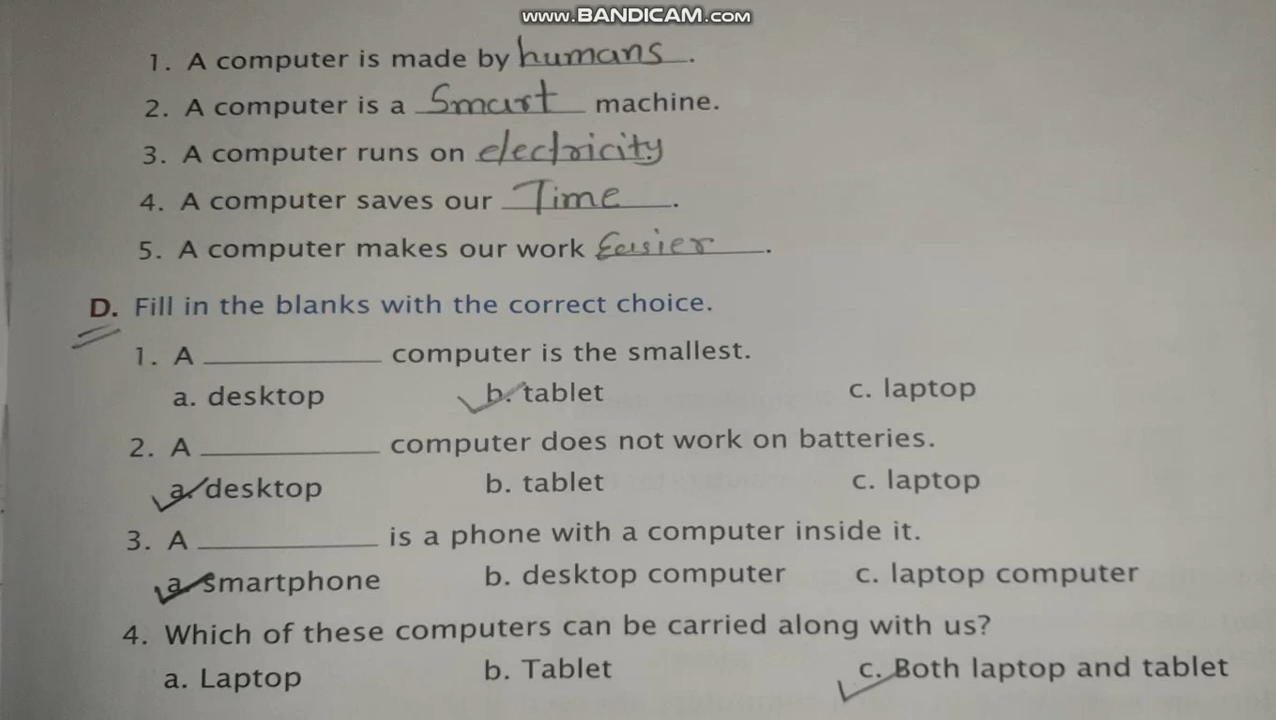 www.BANDICAM.com
1. A computer is made by humans.
2. A computer is a Smart machine.
3. A computer runs on electricity.
4. A computer saves our Time.
5. A computer makes our work Easier.
D. Fill in the blanks with the correct choice.
1. A ____________ computer is the smallest.
a. desktop b. tablet c. laptop
2. A ____________ computer does not work on batteries.
a. desktop b. tablet c. laptop
3. A ____________ is a phone with a computer inside it.
a. Smartphone b. desktop computer c. laptop computer
4. Which of these computers can be carried along with us?
a. Laptop b. Tablet c. Both laptop and tablet